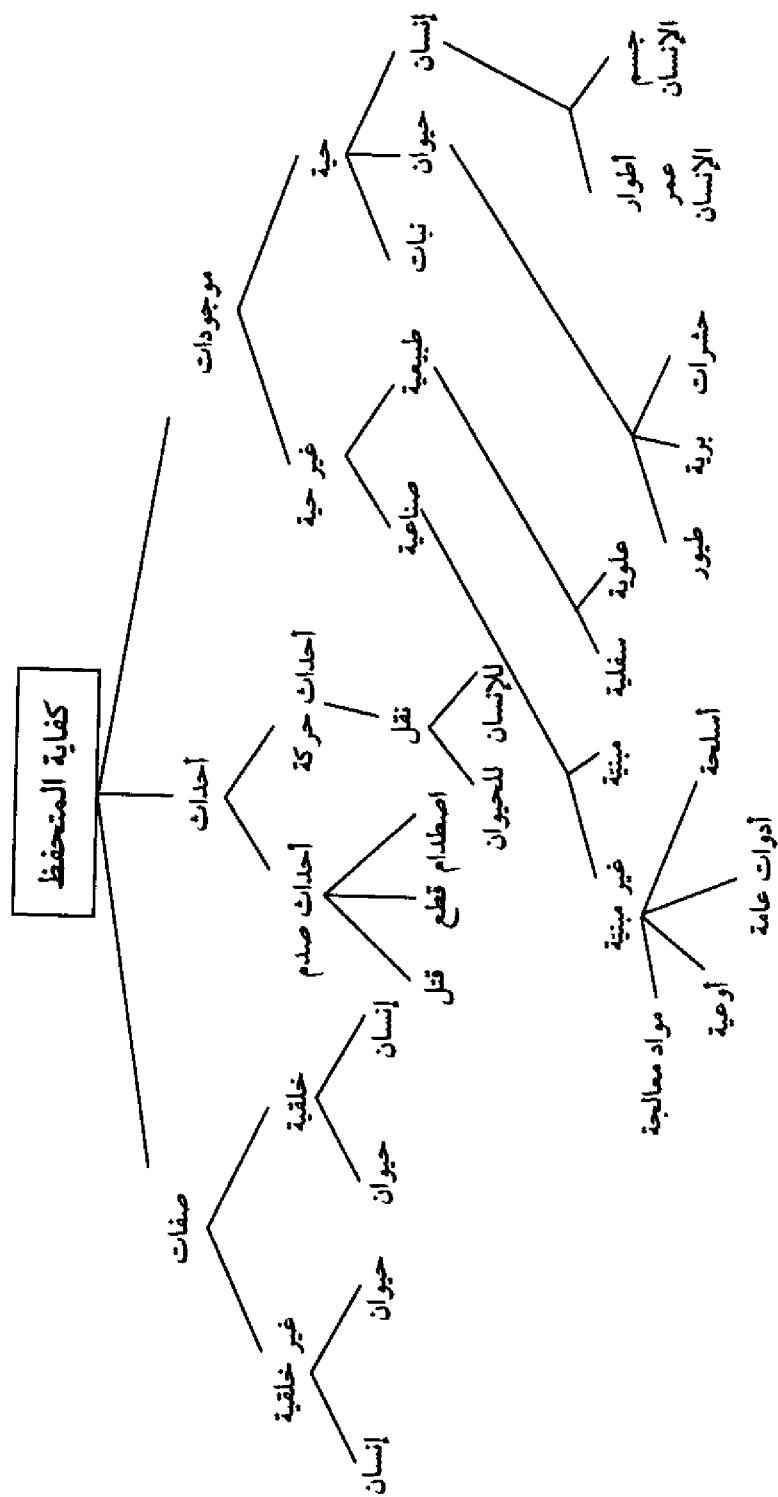 كفاية المتحفظ
موجودات
أحداث
صفات
حية
غير حية
أحداث حركة
أحداث صدم
خلقية
غير خلقية
إنسان
حيوان
نبات
طبيعية
صناعية
نقل
اصطدام
قطع
قتل
إنسان
حيوان
حيوان
إنسان
للإنسان
للحيوان
جسم
الإنسان
أطوار
عمر
الإنسان
حشرات
برية
طيور
علوية
سفلية
مبنيّة
غير مبنيّة
أسلحة
أدوات عامة
أوعية
مواد معالجة